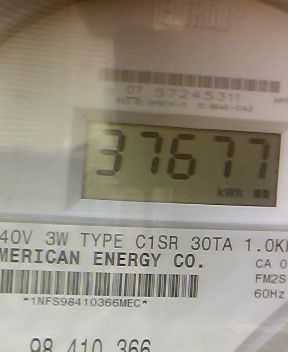 07 57245311
37677
kWh
40V 3W TYPE C1SR 30TA 1.0K
MERICAN ENERGY CO.
CA 0
FM2S
60Hz
*1NFS98410366MEC*
98 410 366